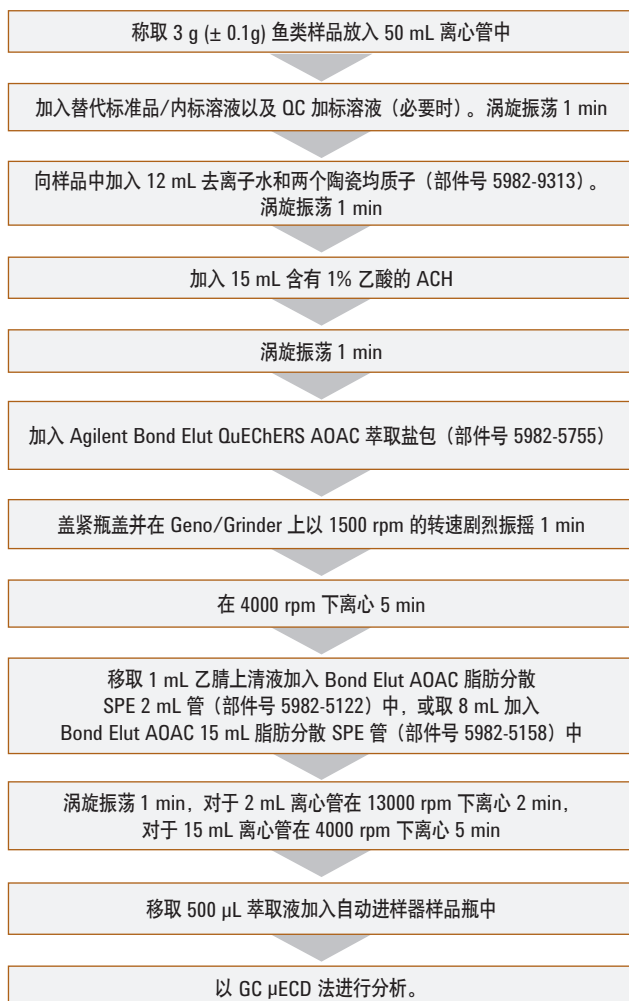 称取 3 g (± 0.1g) 鱼类样品放入 50 mL 离心管中
加入替代标准品/内标溶液以及 QC 加标溶液（必要时）。涡旋振荡 1 min
向样品中加入 12 mL 去离子水和两个陶瓷均质子（部件号 5982-9313）。
涡旋振荡 1 min
加入 15 mL 含有 1% 乙酸的 ACH
涡旋振荡 1 min
加入 Agilent Bond Elut QuEChERS AOAC 萃取盐包（部件号 5982-5755）
盖紧瓶盖并在 Geno/Grinder 上以 1500 rpm 的转速剧烈振摇 1 min
在 4000 rpm 下离心 5 min
移取 1 mL 乙腈上清液加入 Bond Elut AOAC 脂肪分散
SPE 2 mL 管（部件号 5982-5122）中，或取 8 mL 加入
Bond Elut AOAC 15 mL 脂肪分散 SPE 管（部件号 5982-5158）中
涡旋振荡 1 min，对于 2 mL 离心管在 13000 rpm 下离心 2 min，
对于 15 mL 离心管在 4000 rpm 下离心 5 min
移取 500 µL 萃取液加入自动进样器样品瓶中
以 GC µECD 法进行分析。